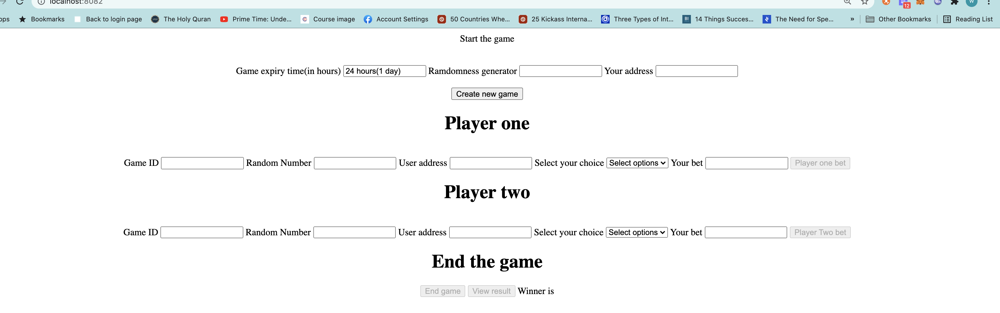 localhost:8082
12
W
ops Bookmarks Back to login page The Holy Quran Prime Time: Unde... Course image Account Settings 50 Countries Whe... 25 Kickass Interna... Three Types of Int... BI 14 Things Succes... The Need for Spe... » Other Bookmarks Reading List
Start the game
Game expiry time(in hours) 24 hours(1 day) Ramdomness generator Your address
Create new game
Player one
Game ID Random Number User address Select your choice Select options Your bet Player one bet
Player two
Game ID Random Number User address Select your choice Select options Your bet Player Two bet
End the game
End game View result Winner is